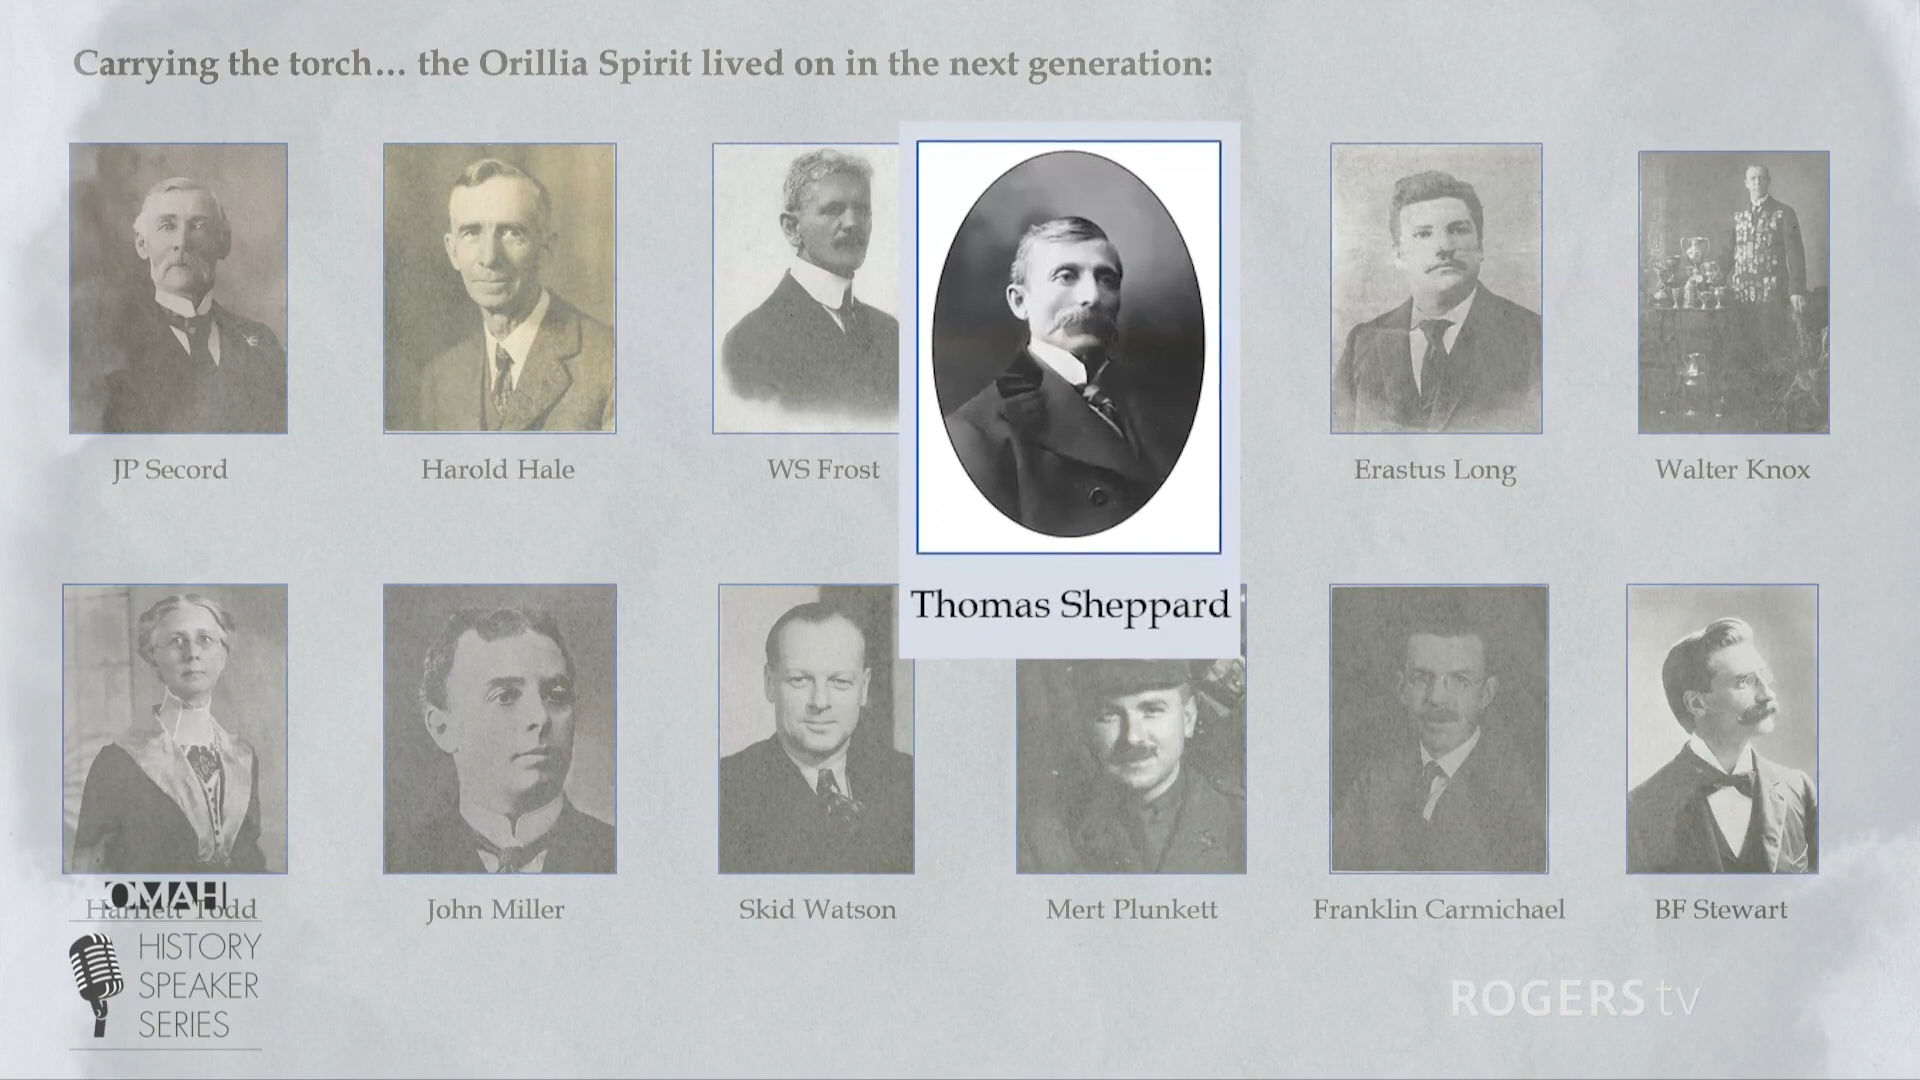 Carrying the torch… the Orillia Spirit lived on in the next generation:
JP Secord
Harold Hale
WS Frost
Thomas Sheppard
Erastus Long
Walter Knox
Harriett Todd
John Miller
Skid Watson
Mert Plunkett
Franklin Carmichael
BF Stewart
OMAH
HISTORY
SPEAKER
SERIES
ROGERS tv